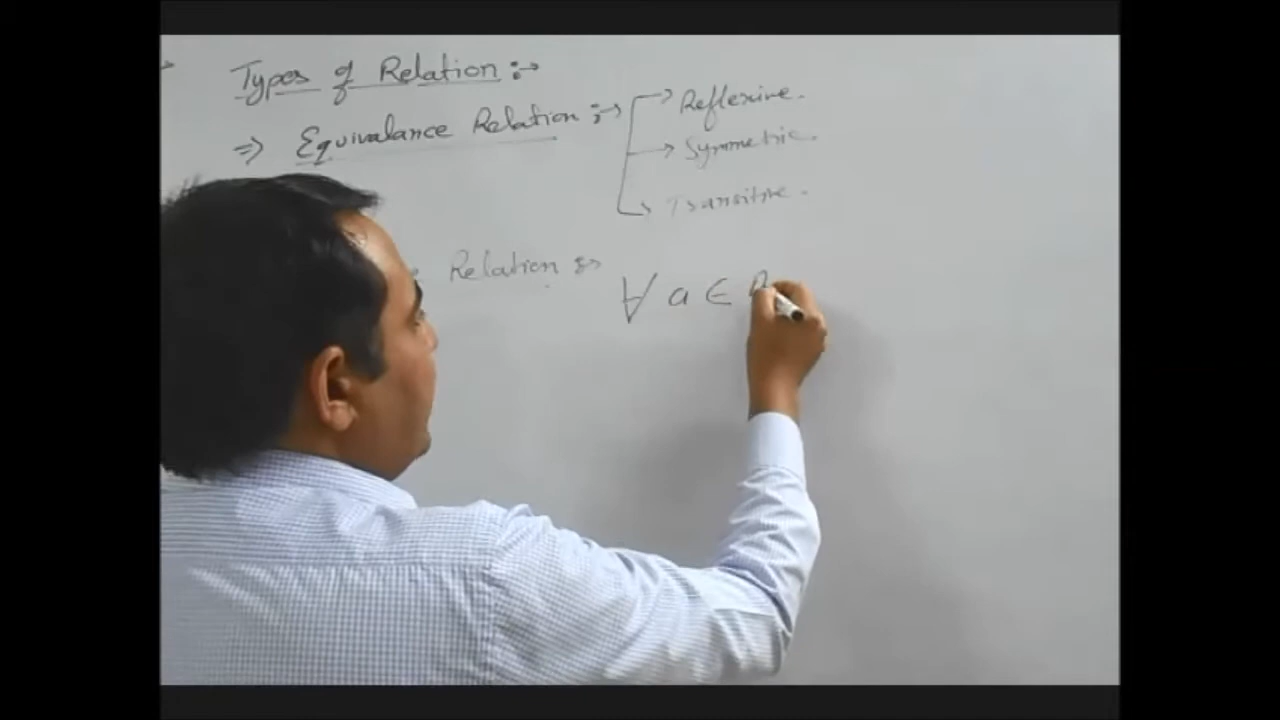 Types of Relation :→
⇒ Equivalance Relation :→ → Reflexive.
→ Symmetric.
→ Transitive.
Relation :→
∀ a ∈